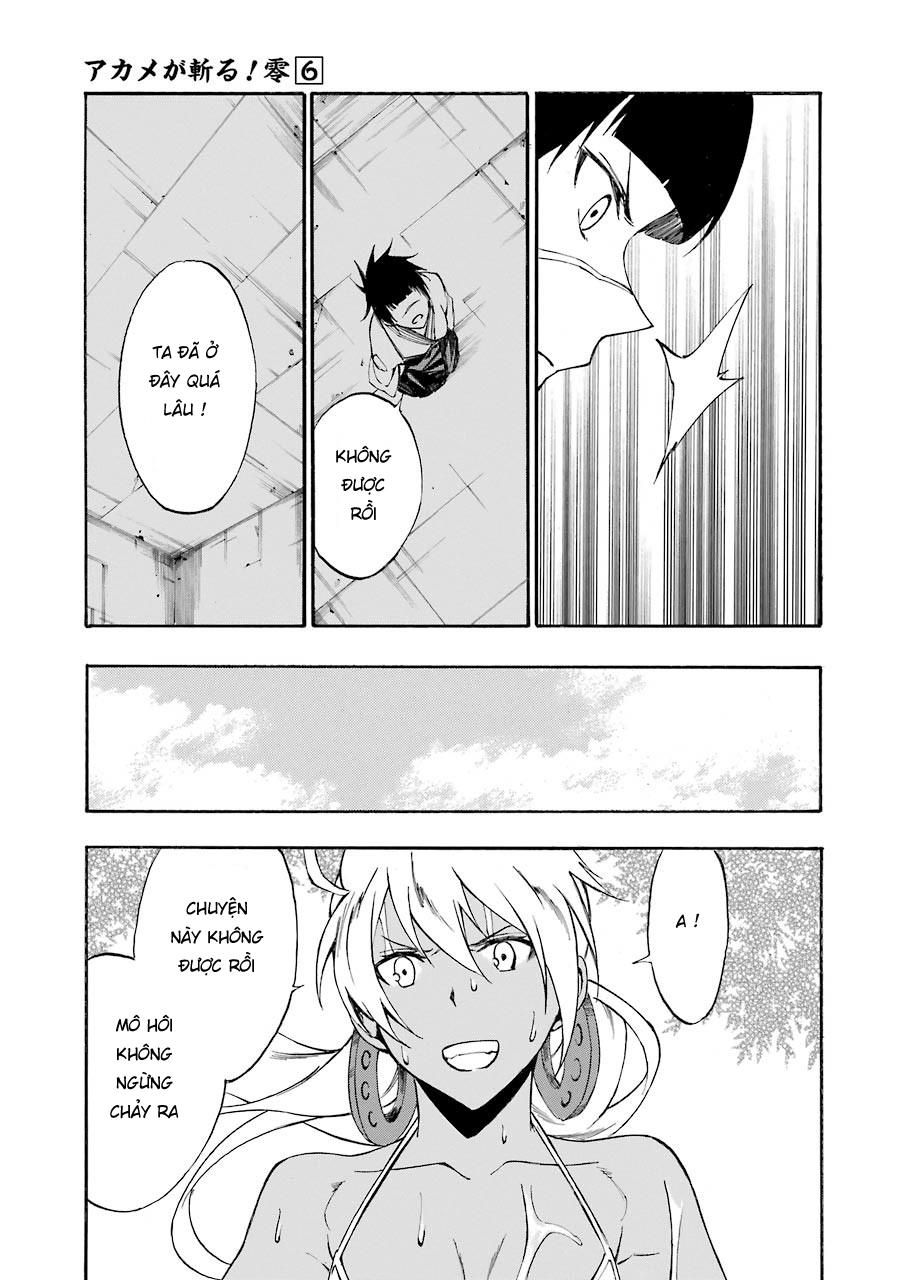 アカメが斬る!零6
KHÔNG
ĐƯỢC
RỒI
TA ĐÃ Ở
ĐÂY QUÁ
LÂU !
A !
CHUYỆN
NÀY KHÔNG
ĐƯỢC RỒI
MÔ HÔI
KHÔNG
NGỪNG
CHẢY RA